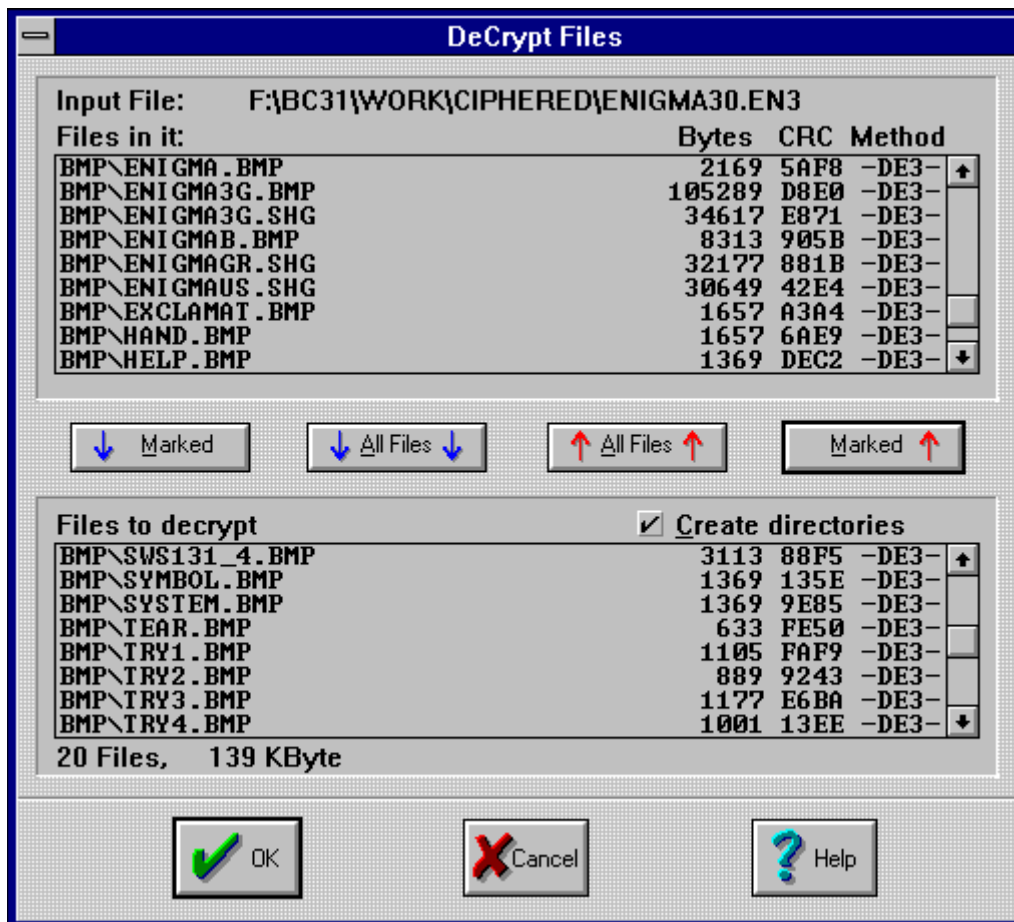 DeCrypt Files
Input File: F:\BC31\WORK\CIPHERED\ENIGMA30.EN3
Files in it: Bytes CRC Method
BMP\ENIGMA.BMP 2169 5AF8 -DE3-
BMP\ENIGMA3G.BMP 105289 D8E0 -DE3-
BMP\ENIGMA3G.SHG 34617 E871 -DE3-
BMP\ENIGMAB.BMP 8313 905B -DE3-
BMP\ENIGMAGR.SHG 32177 881B -DE3-
BMP\ENIGMAUS.SHG 30649 42E4 -DE3-
BMP\EXCLAMAT.BMP 1657 A3A4 -DE3-
BMP\HAND.BMP 1657 6AE9 -DE3-
BMP\HELP.BMP 1369 DEC2 -DE3-
Marked All Files All Files Marked
Files to decrypt Create directories
BMP\SWS131_4.BMP 3113 88F5 -DE3-
BMP\SYMBOL.BMP 1369 135E -DE3-
BMP\SYSTEM.BMP 1369 9E85 -DE3-
BMP\TEAR.BMP 633 FE50 -DE3-
BMP\TRY1.BMP 1105 FAF9 -DE3-
BMP\TRY2.BMP 889 9243 -DE3-
BMP\TRY3.BMP 1177 E6BA -DE3-
BMP\TRY4.BMP 1001 13EE -DE3-
20 Files, 139 KByte
OK Cancel Help